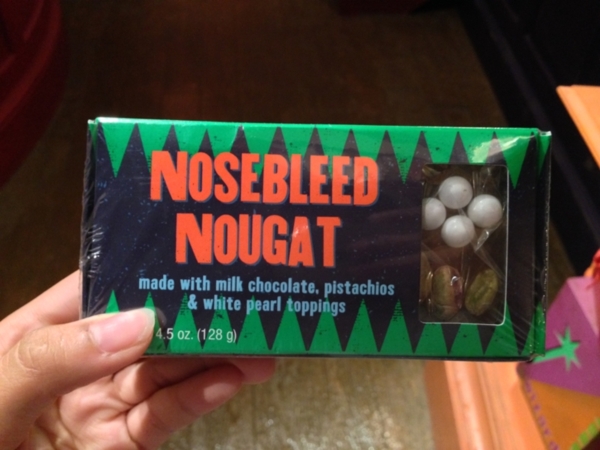 NOSEBLEED
NOUGAT
made with milk chocolate, pistachios
& white pearl toppings
4.5 oz. (128 g)